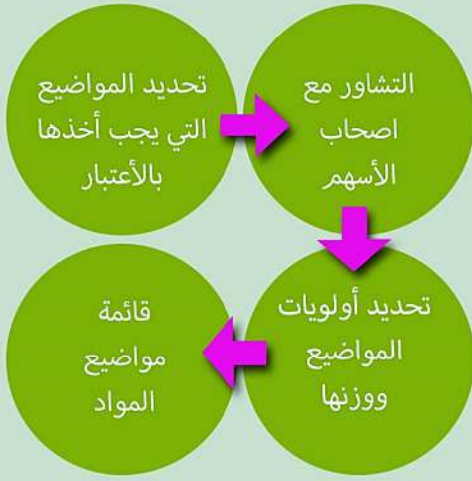 تحديد المواضيع
التي يجب أخذها
بالأعتبار
التشاور مع
اصحاب
الأسهم
تحديد أولويات
المواضيع
ووزنها
قائمة
مواضيع
المواد